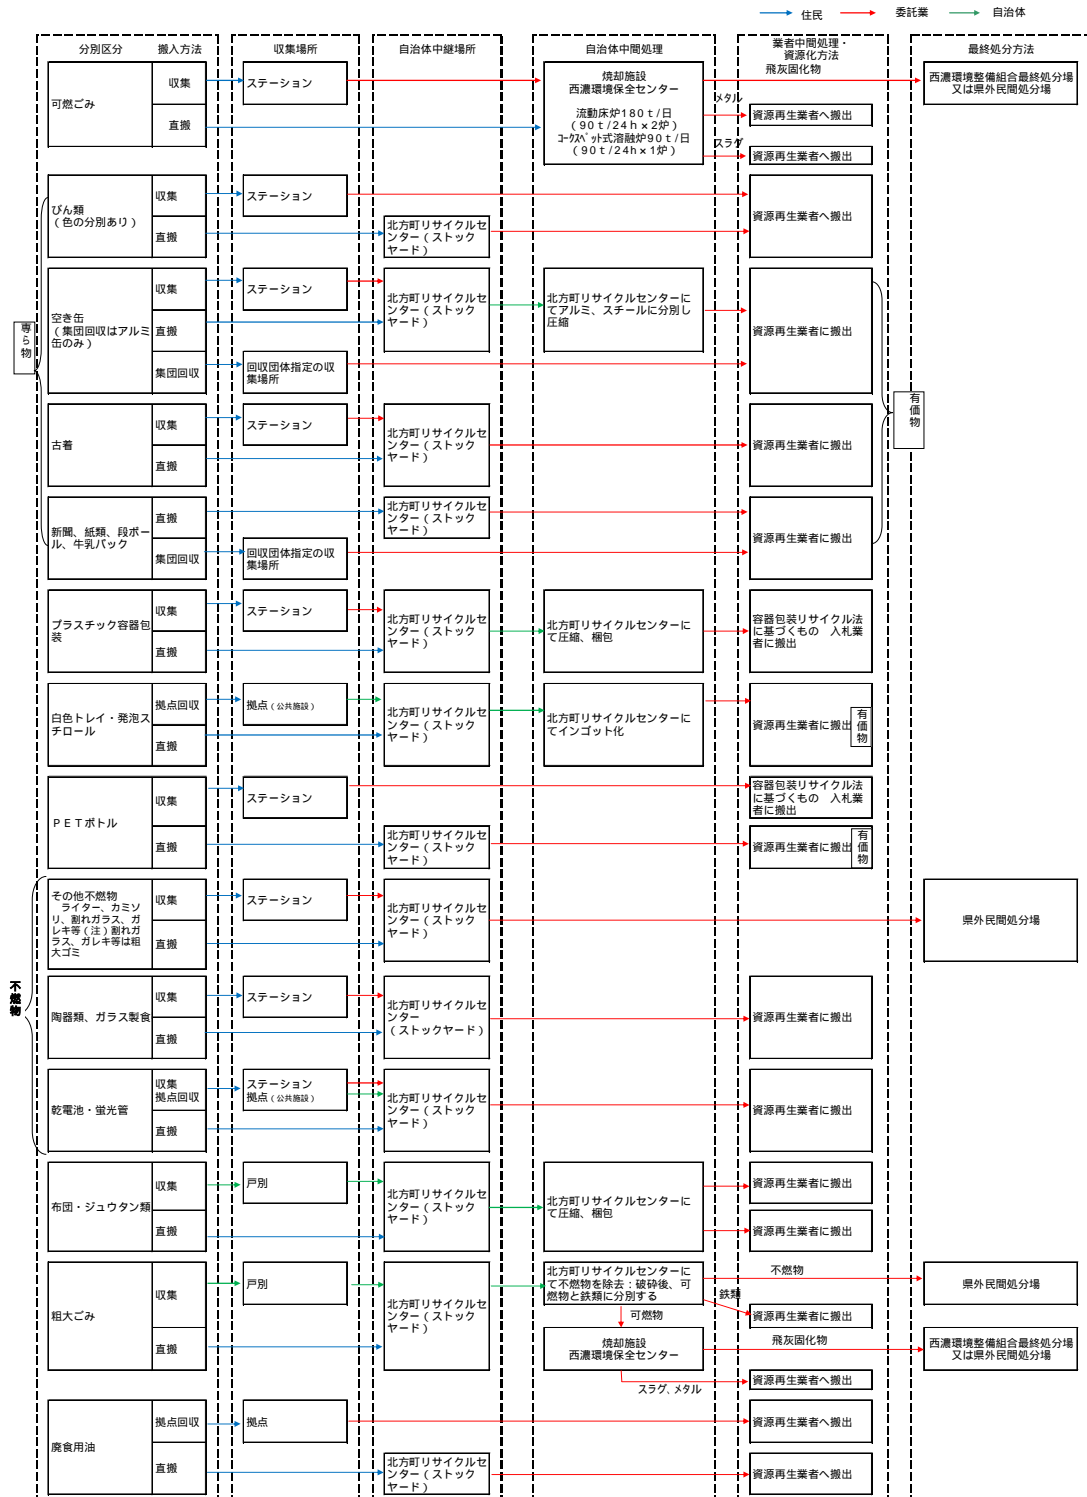 住民
委託業
自治体
分別区分
搬入方法
収集場所
自治体中継場所
自治体中間処理
業者中間処理・
資源化方法
最終処分方法
可燃ごみ
収集
直搬
ステーション
焼却施設
西濃環境保全センター
流動床炉180t/日
(90t/24h×2炉)
コークスベット式溶融炉90t/日
(90t/24h×1炉)
飛灰固化物
メタル
スラグ
資源再生業者へ搬出
資源再生業者へ搬出
西濃環境整備組合最終処分場
又は県外民間処分場
専ら物
びん類
(色の分別あり)
収集
直搬
ステーション
北方町リサイクルセ
ンター(ストック
ヤード)
資源再生業者へ搬出
空き缶
(集団回収はアルミ
缶のみ)
収集
直搬
集団回収
ステーション
回収団体指定の収
集場所
北方町リサイクルセ
ンター(ストック
ヤード)
北方町リサイクルセンターに
てアルミ、スチールに分別し
圧縮
資源再生業者に搬出
有価物
古着
収集
直搬
ステーション
北方町リサイクルセ
ンター(ストック
ヤード)
資源再生業者に搬出
新聞、紙類、段ボー
ル、牛乳パック
直搬
集団回収
回収団体指定の収
集場所
北方町リサイクルセ
ンター(ストック
ヤード)
資源再生業者に搬出
プラスチック容器包
装
収集
直搬
ステーション
北方町リサイクルセ
ンター(ストック
ヤード)
北方町リサイクルセンターに
て圧縮、梱包
容器包装リサイクル法
に基づくもの 入札業
者に搬出
白色トレイ・発泡ス
チロール
拠点回収
直搬
拠点(公共施設)
北方町リサイクルセ
ンター(ストック
ヤード)
北方町リサイクルセンターに
てインゴット化
資源再生業者に搬出
有価物
PETボトル
収集
直搬
ステーション
北方町リサイクルセ
ンター(ストック
ヤード)
容器包装リサイクル法
に基づくもの 入札業
者に搬出
資源再生業者に搬出
有価物
不燃物
その他不燃物
ライター、カミソ
リ、割れガラス、ガ
レキ等(注)割れガ
ラス、ガレキ等は粗
大ゴミ
収集
直搬
ステーション
北方町リサイクルセ
ンター(ストック
ヤード)
県外民間処分場
陶器類、ガラス製食
収集
直搬
ステーション
北方町リサイクルセ
ンター
(ストックヤード)
資源再生業者に搬出
乾電池・蛍光管
収集
拠点回収
直搬
ステーション
拠点(公共施設)
北方町リサイクルセ
ンター(ストック
ヤード)
資源再生業者に搬出
布団・ジュウタン類
収集
直搬
戸別
北方町リサイクルセ
ンター(ストック
ヤード)
北方町リサイクルセンターに
て圧縮、梱包
資源再生業者に搬出
資源再生業者に搬出
粗大ごみ
収集
直搬
戸別
北方町リサイクルセ
ンター(ストック
ヤード)
北方町リサイクルセンターに
て不燃物を除去:破砕後、可
燃物と鉄類に分別する
不燃物
県外民間処分場
鉄類
資源再生業者に搬出
可燃物
焼却施設
西濃環境保全センター
飛灰固化物
西濃環境整備組合最終処分場
又は県外民間処分場
スラグ、メタル
資源再生業者へ搬出
廃食用油
拠点回収
直搬
拠点
北方町リサイクルセ
ンター(ストック
ヤード)
資源再生業者へ搬出
資源再生業者へ搬出